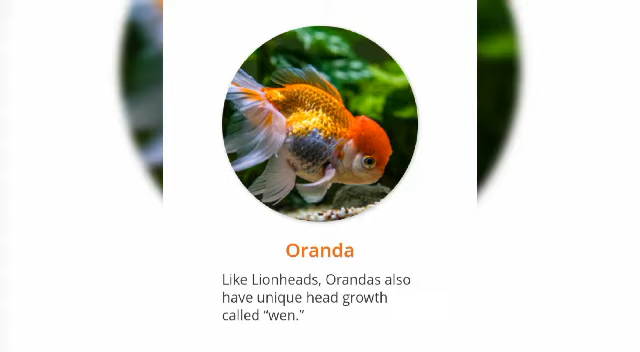 Oranda
Like Lionheads, Orandas also
have unique head growth
called “wen.”